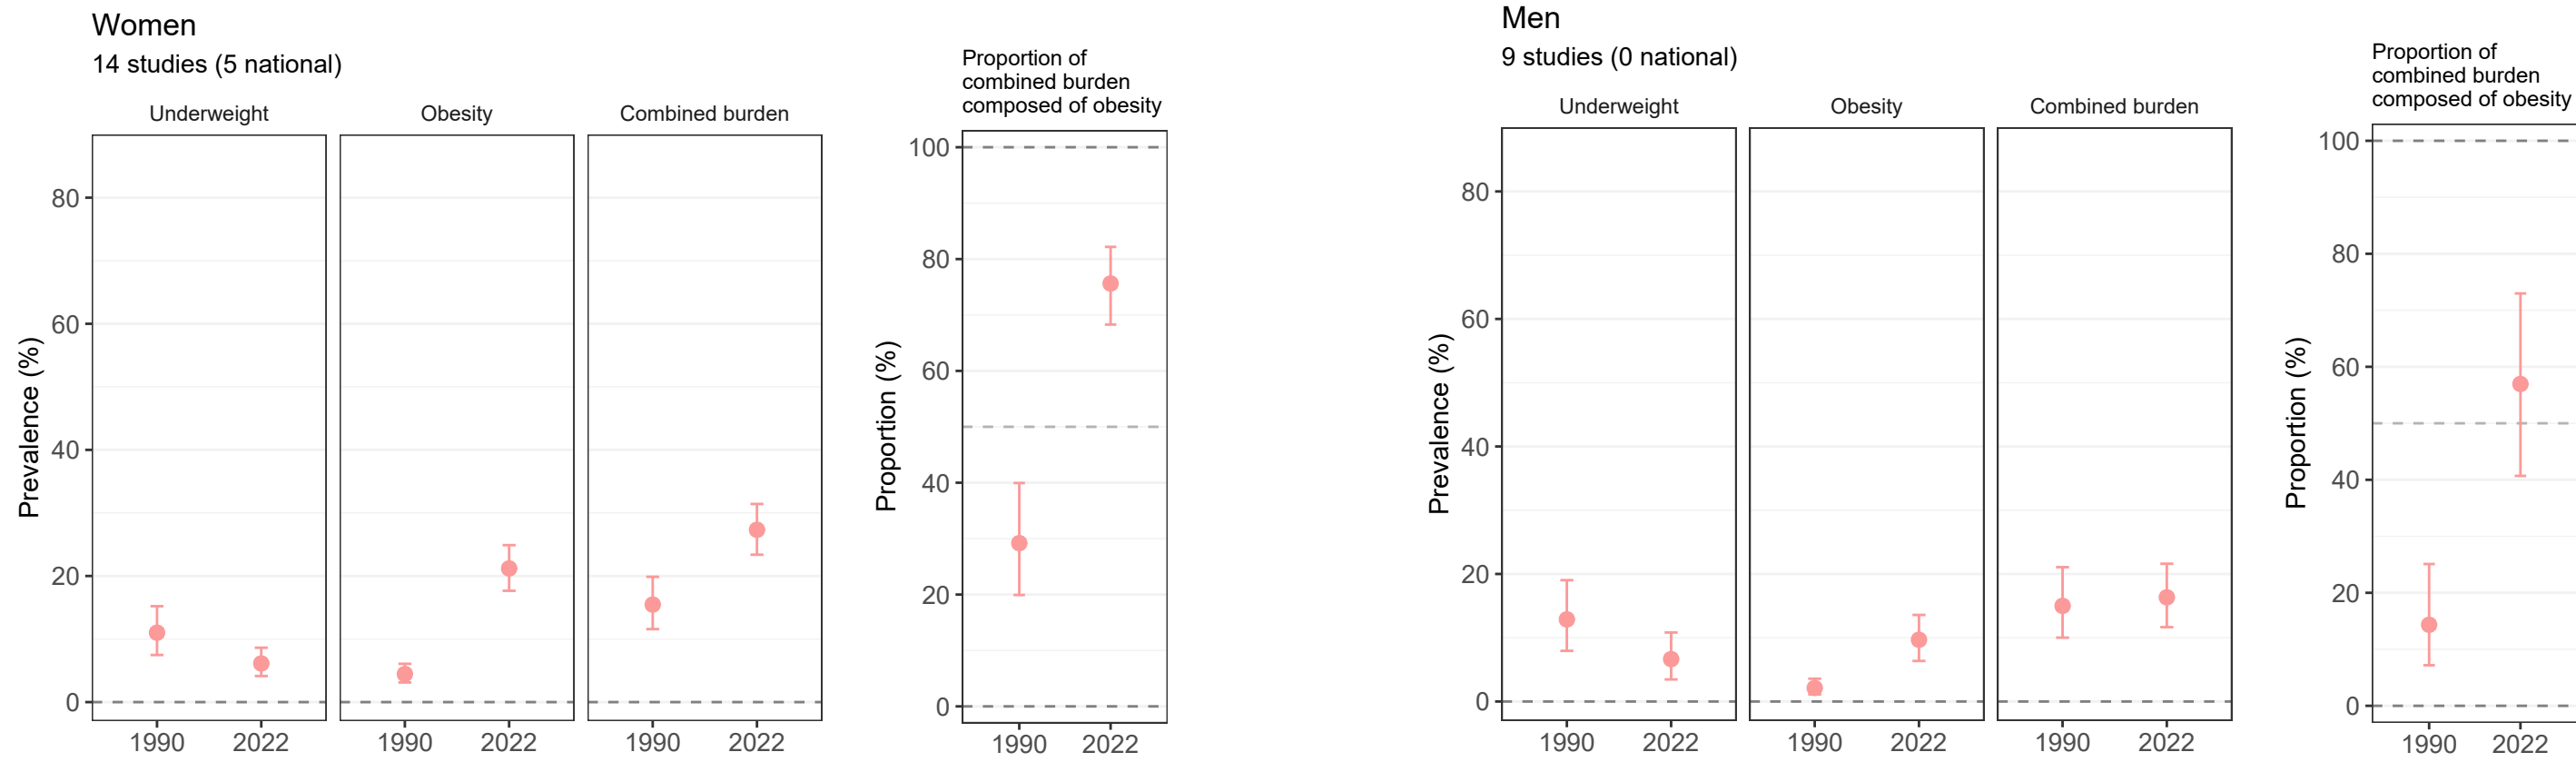 Women
14 studies (5 national)
Underweight
Obesity
Combined burden
Prevalence (%)
80
60
40
20
0
1990 2022
1990 2022
1990 2022
Proportion of
combined burden
composed of obesity
Proportion (%)
100
80
60
40
20
0
1990 2022
Men
9 studies (0 national)
Underweight
Obesity
Combined burden
Prevalence (%)
80
60
40
20
0
1990 2022
1990 2022
1990 2022
Proportion of
combined burden
composed of obesity
Proportion (%)
100
80
60
40
20
0
1990 2022